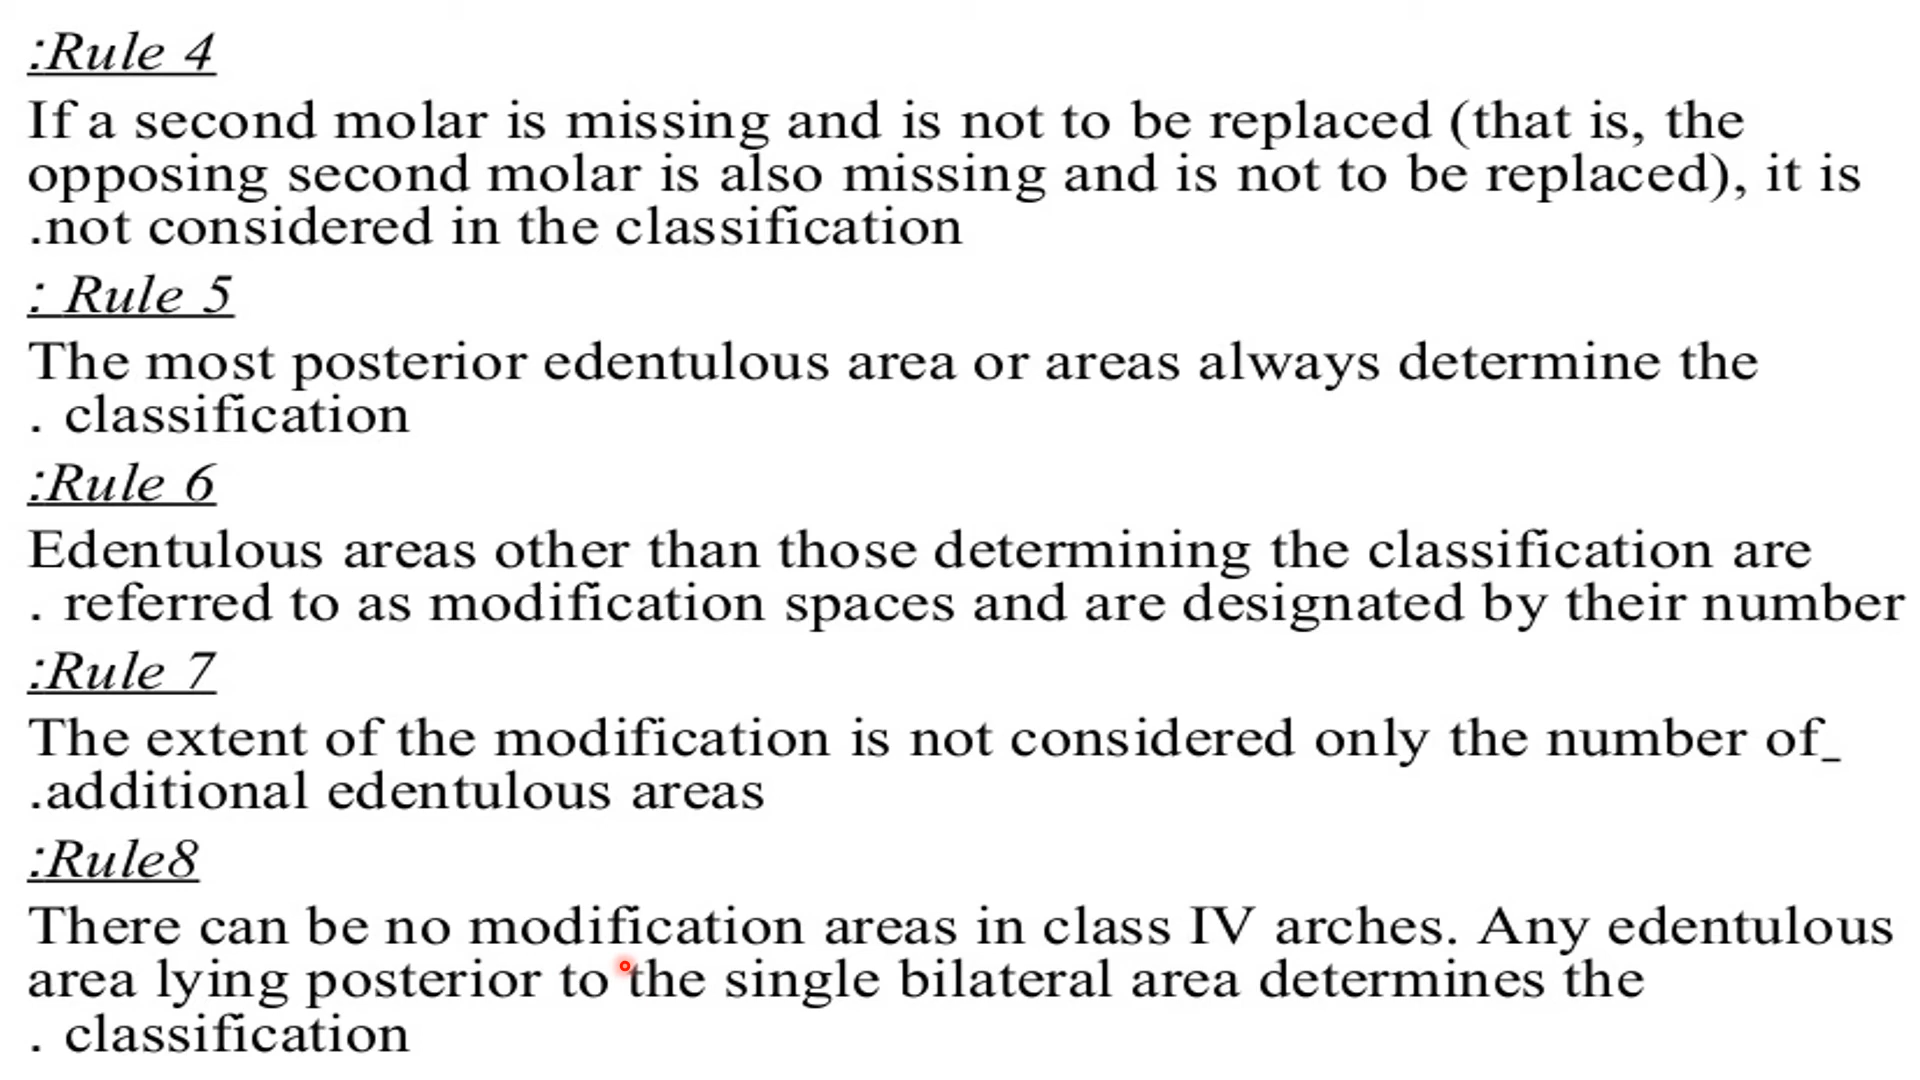 :Rule 4
If a second molar is missing and is not to be replaced (that is, the
opposing second molar is also missing and is not to be replaced), it is
.not considered in the classification
: Rule 5
The most posterior edentulous area or areas always determine the
. classification
:Rule 6
Edentulous areas other than those determining the classification are
. referred to as modification spaces and are designated by their number
:Rule 7
The extent of the modification is not considered only the number of_
.additional edentulous areas
:Rule8
There can be no modification areas in class IV arches. Any edentulous
area lying posterior to the single bilateral area determines the
. classification